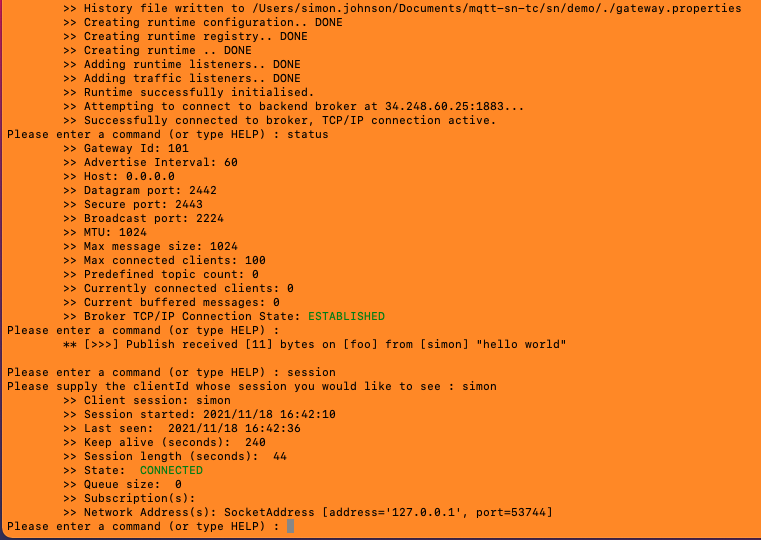 >> History file written to /Users/simon.johnson/Documents/mqtt-sn-tc/sn/demo/./gateway.properties
>> Creating runtime configuration.. DONE
>> Creating runtime registry.. DONE
>> Creating runtime .. DONE
>> Adding runtime listeners.. DONE
>> Adding traffic listeners.. DONE
>> Runtime successfully initialised.
>> Attempting to connect to backend broker at 34.248.60.25:1883...
>> Successfully connected to broker, TCP/IP connection active.
Please enter a command (or type HELP) : status
>> Gateway Id: 101
>> Advertise Interval: 60
>> Host: 0.0.0.0
>> Datagram port: 2442
>> Secure port: 2443
>> Broadcast port: 2224
>> MTU: 1024
>> Max message size: 1024
>> Max connected clients: 100
>> Predefined topic count: 0
>> Currently connected clients: 0
>> Current buffered messages: 0
>> Broker TCP/IP Connection State: ESTABLISHED
Please enter a command (or type HELP) :
** [>>>] Publish received [11] bytes on [foo] from [simon] "hello world"
Please enter a command (or type HELP) : session
Please supply the clientId whose session you would like to see : simon
>> Client session: simon
>> Session started: 2021/11/18 16:42:10
>> Last seen:  2021/11/18 16:42:36
>> Keep alive (seconds):  240
>> Session length (seconds):  44
>> State:  CONNECTED
>> Queue size:  0
>> Subscription(s):
>> Network Address(s): SocketAddress [address='127.0.0.1', port=53744]
Please enter a command (or type HELP) :